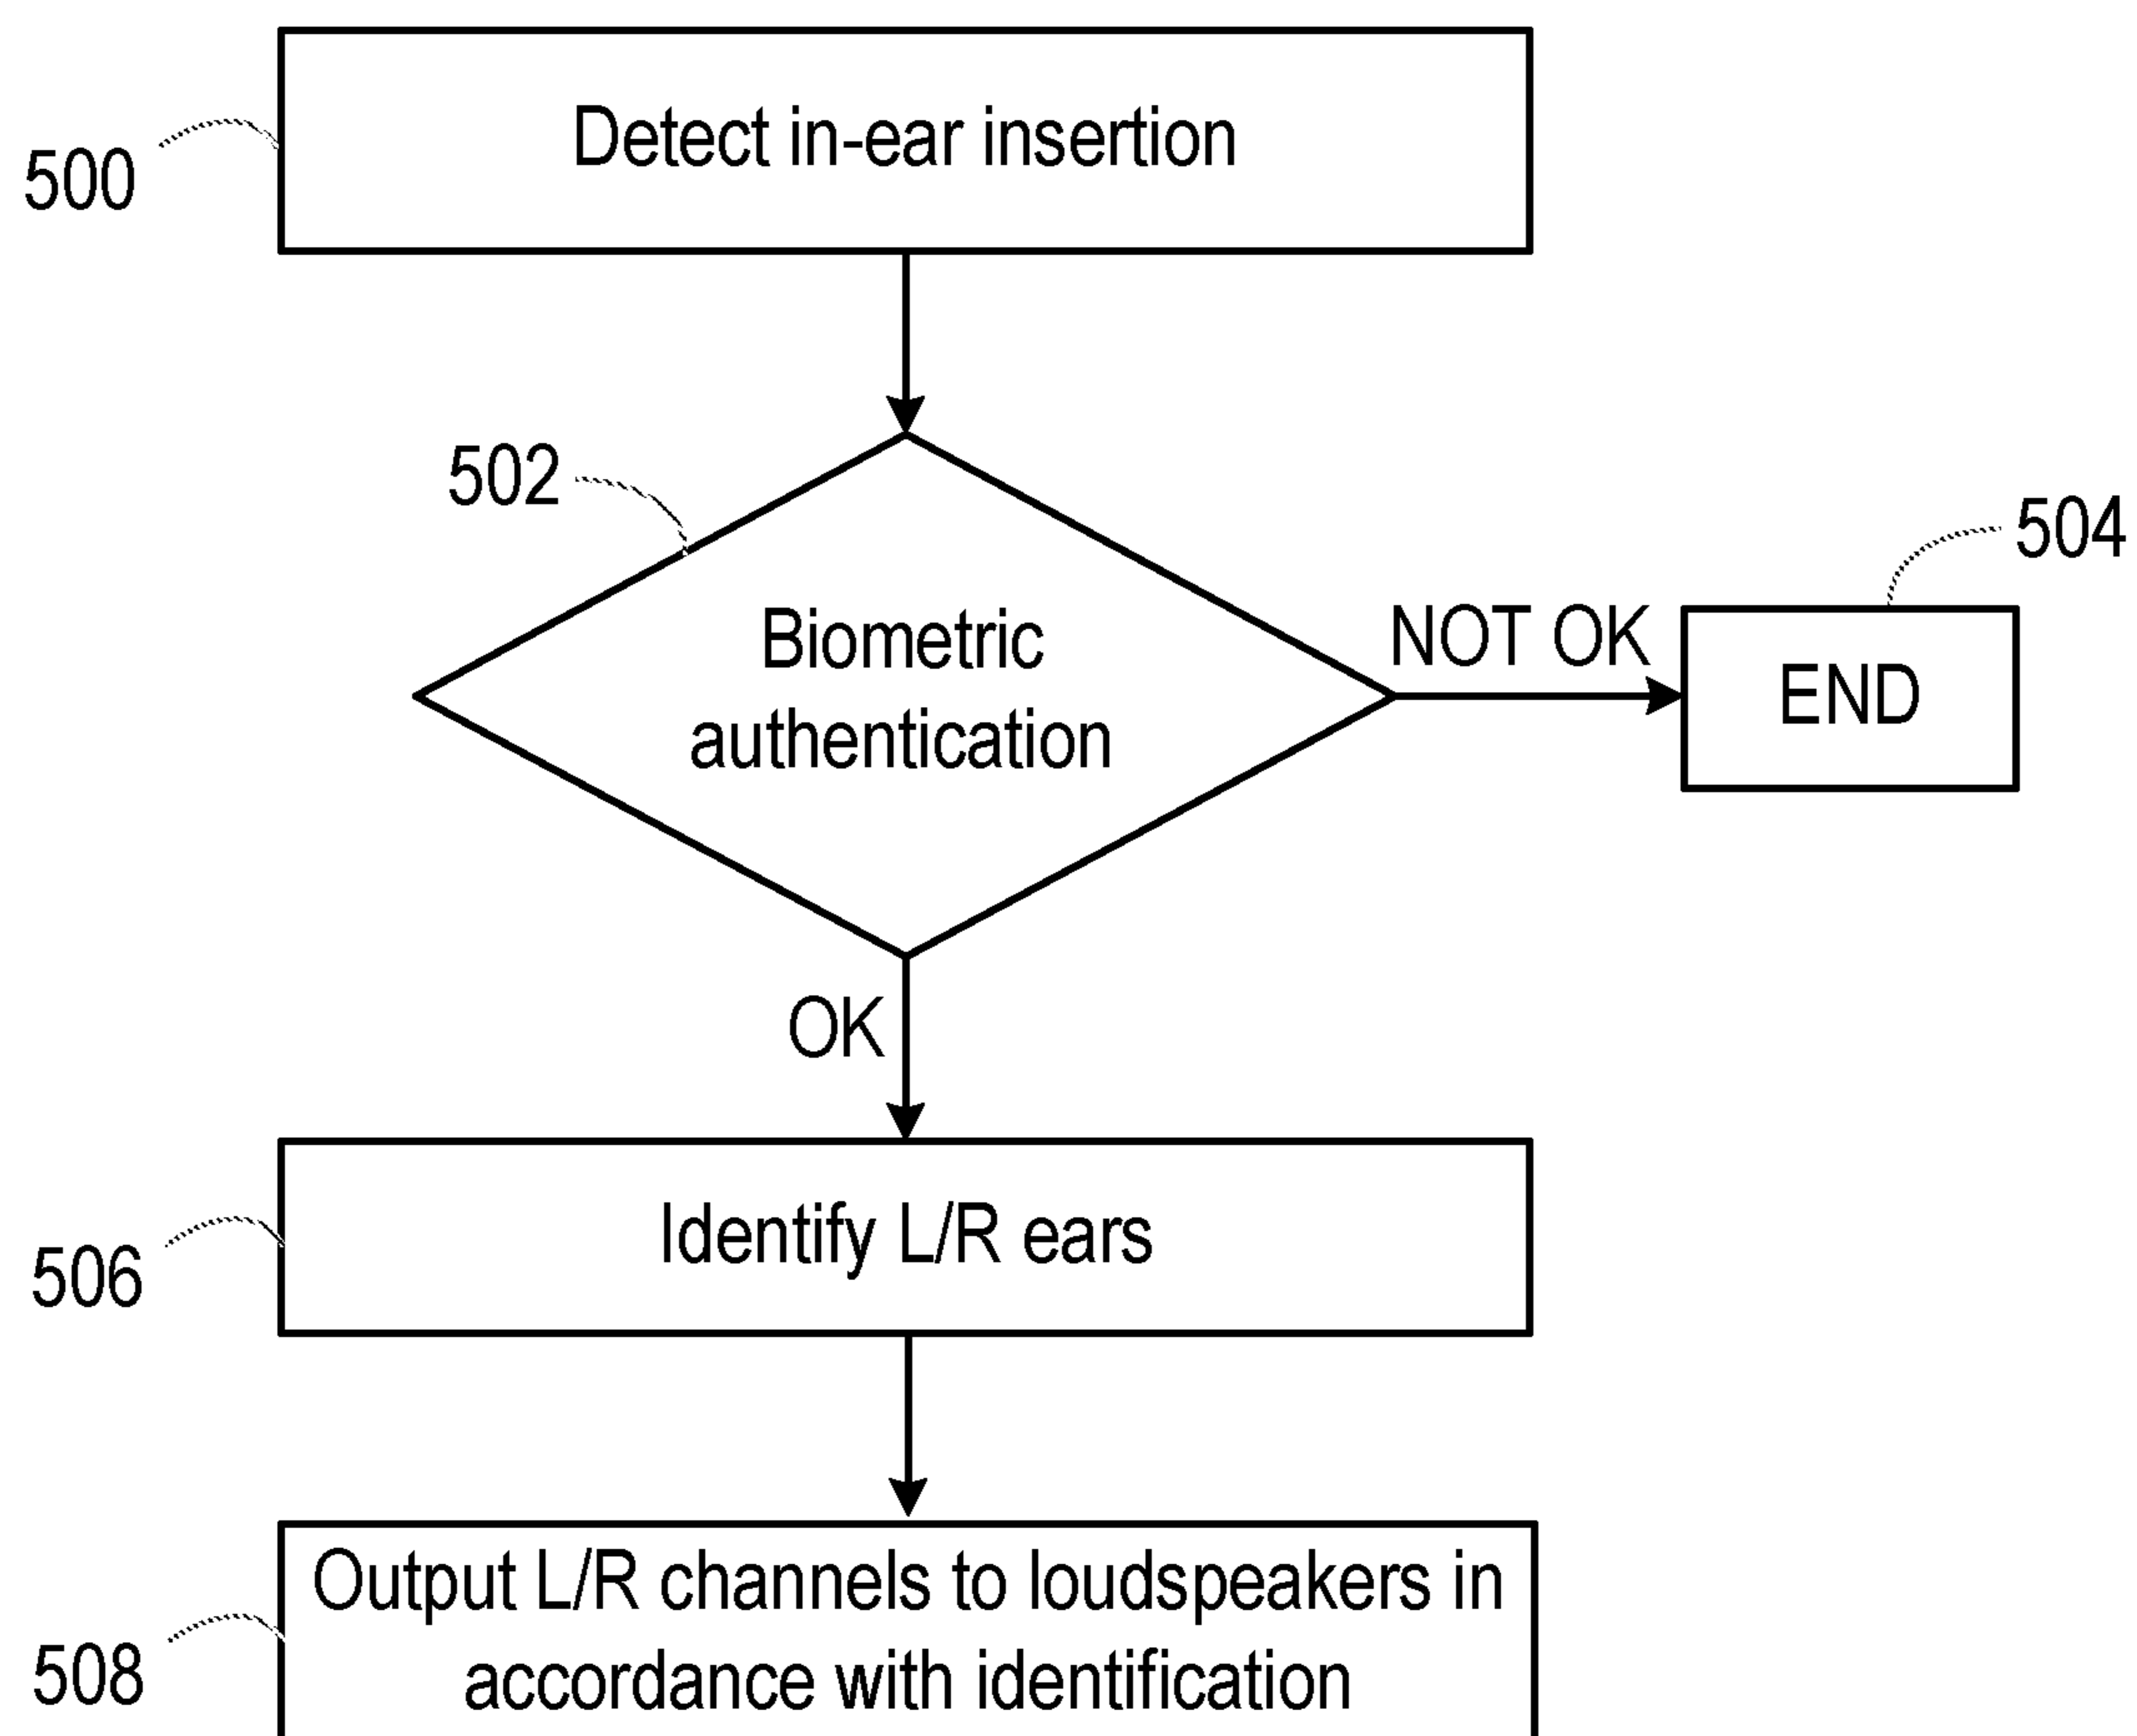 Detect in-ear insertion
500
502
504
Biometric
authentication
NOT OK
END
OK
Identify L/R ears
506
Output L/R channels to loudspeakers in
accordance with identification
508